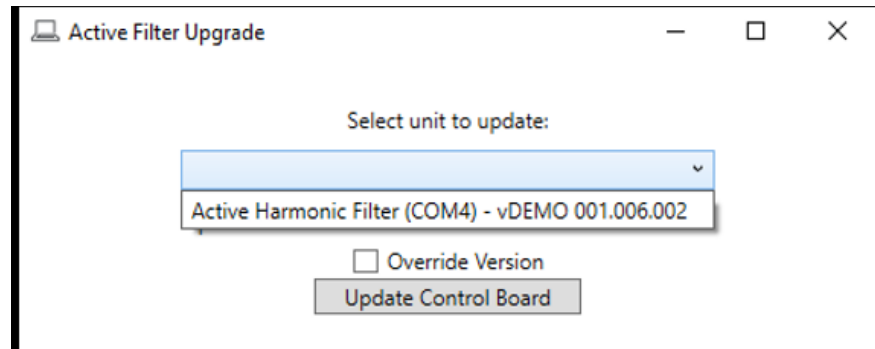 Active Filter Upgrade
Select unit to update:
Active Harmonic Filter (COM4) - vDEMO 001.006.002
Override Version
Update Control Board